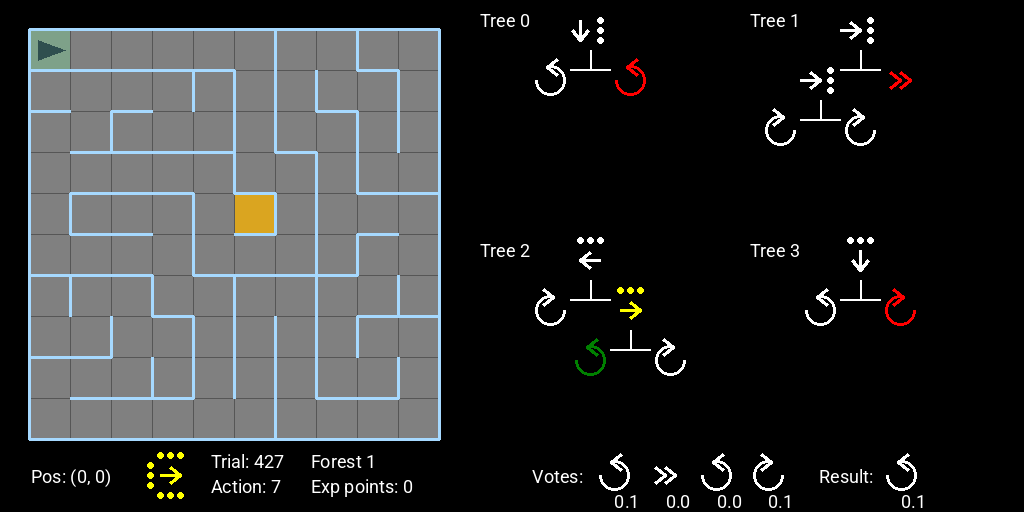 Tree 0
Tree 1
Tree 2
Tree 3
Pos: (0, 0)
Trial: 427
Forest 1
Action: 7
Exp points: 0
Votes:
0.1
0.0
0.0
0.1
Result:
0.1